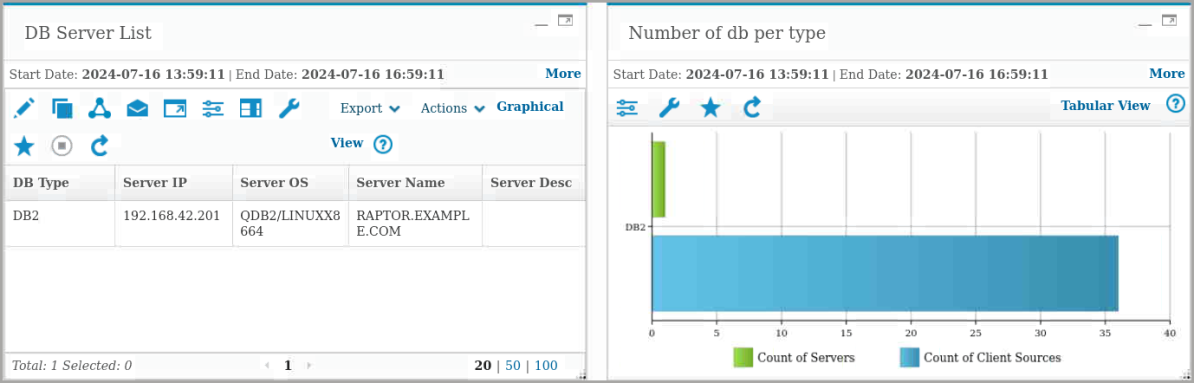 DB Server List
Start Date: 2024-07-16 13:59:11 | End Date: 2024-07-16 16:59:11 More
Export Actions Graphical
View
DB Type Server IP Server OS Server Name Server Desc
DB2 192.168.42.201 QDB2/LINUXX8 RAPTOR.EXAMPL
664 E.COM
Total: 1 Selected: 0 1 20 | 50 | 100
Number of db per type
Start Date: 2024-07-16 13:59:11 | End Date: 2024-07-16 16:59:11 More
Tabular View
DB2
0 5 10 15 20 25 30 35 40
Count of Servers Count of Client Sources